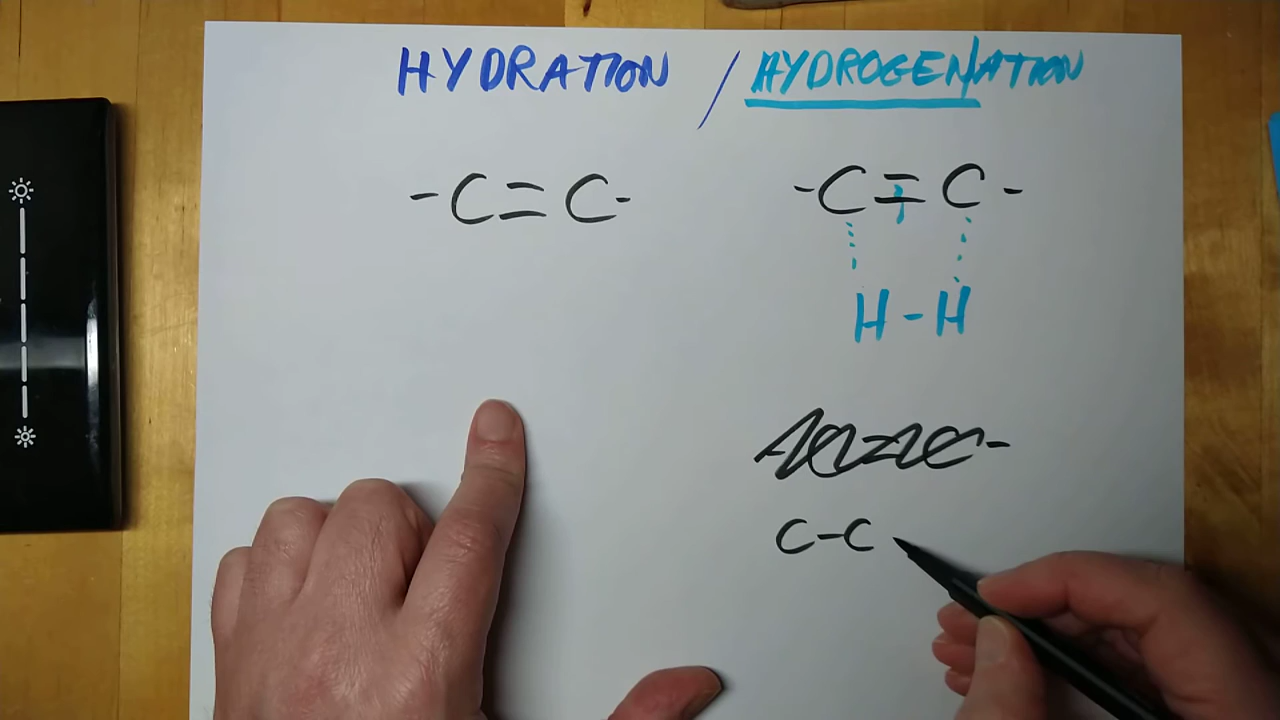 HYDRATION / HYDROGENATION
-C=C-
-C=C-
H-H
C-C